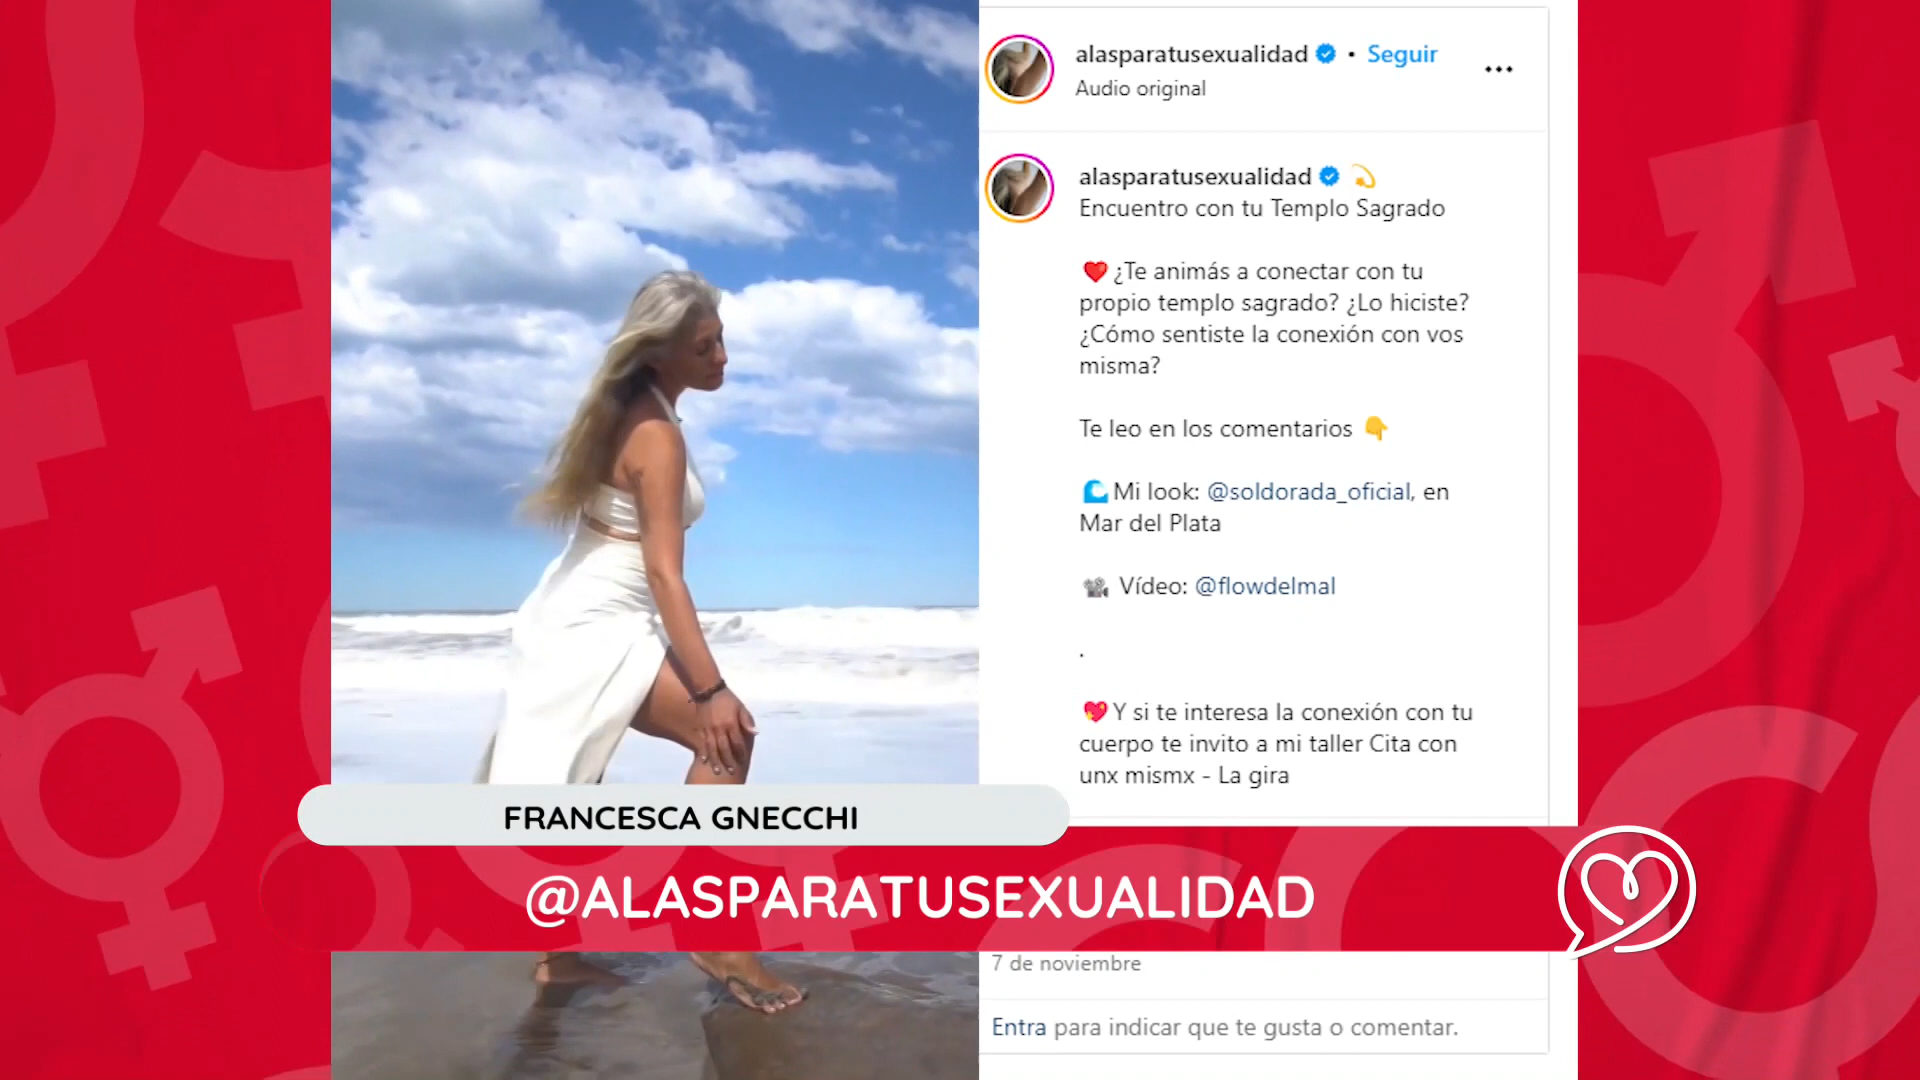 alasparatusexualidad • Seguir
Audio original
alasparatusexualidad 💫
Encuentro con tu Templo Sagrado
❤️ ¿Te animás a conectar con tu
propio templo sagrado? ¿Lo hiciste?
¿Cómo sentiste la conexión con vos
misma?
Te leo en los comentarios 👇
🌊 Mi look: @soldorada_oficial, en
Mar del Plata
📽️ Vídeo: @flowdelmal
.
💖 Y si te interesa la conexión con tu
cuerpo te invito a mi taller Cita con
unx mismx - La gira
FRANCESCA GNECCHI
@ALASPARATUSEXUALIDAD
7 de noviembre
Entra para indicar que te gusta o comentar.